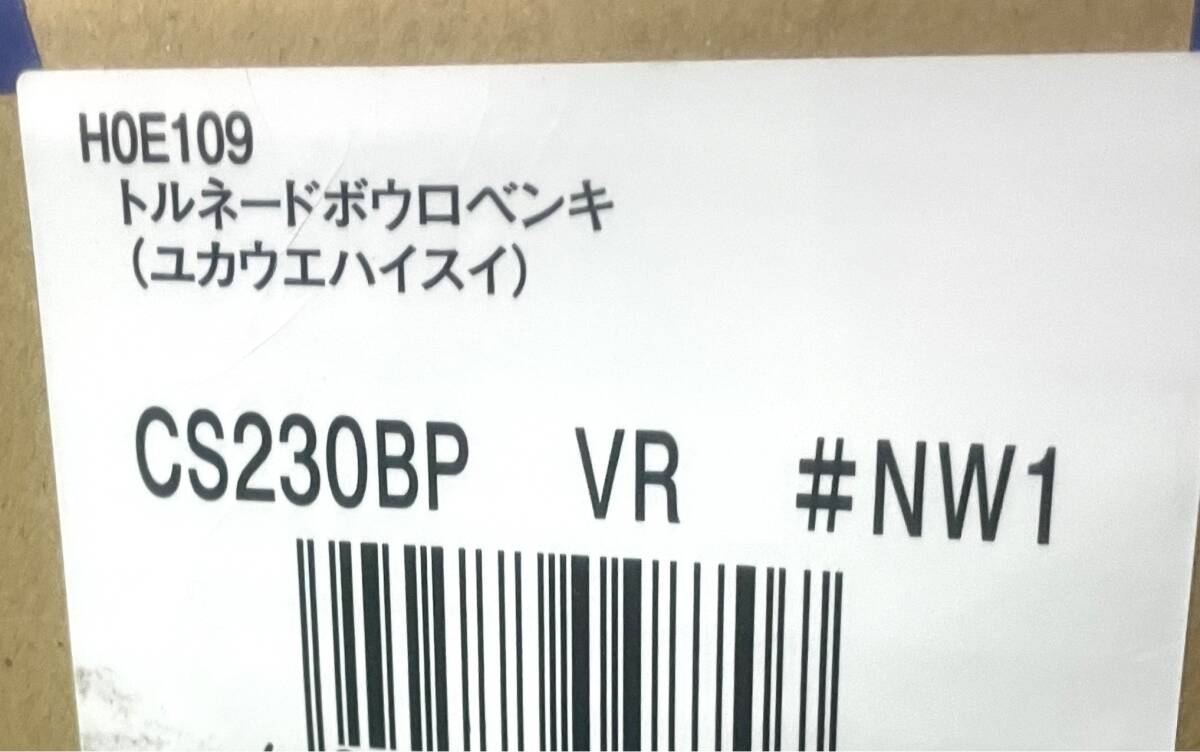 H0E109
トルネードボウロベンキ
(ユカウエハイスイ)
CS230BP VR #NW1